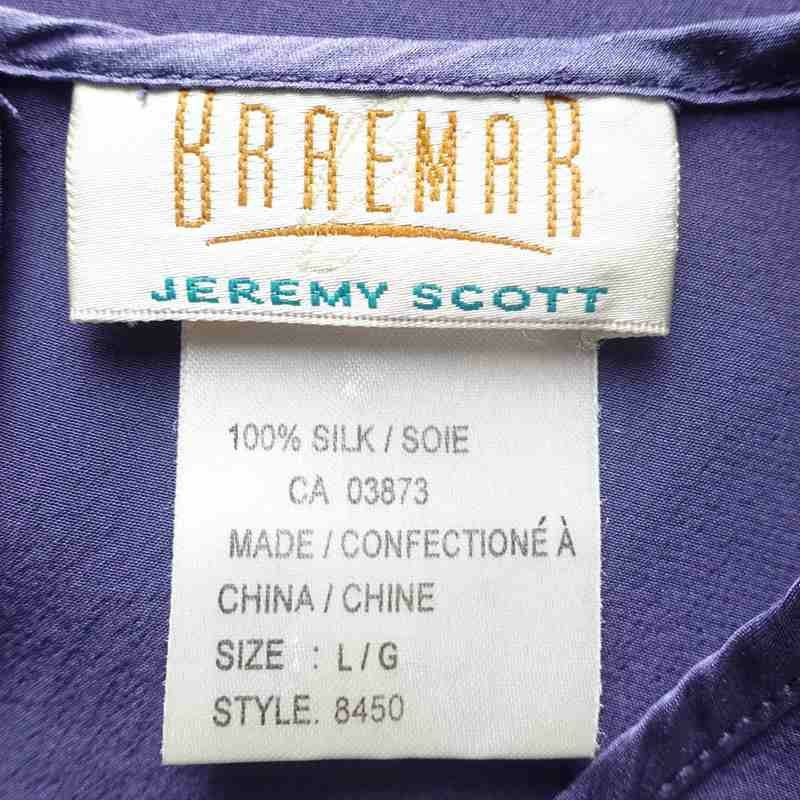 BRAEMAR
JEREMY SCOTT
100% SILK / SOIE
CA 03873
MADE / CONFECTIONÉ À
CHINA / CHINE
SIZE : L / G
STYLE. 8450